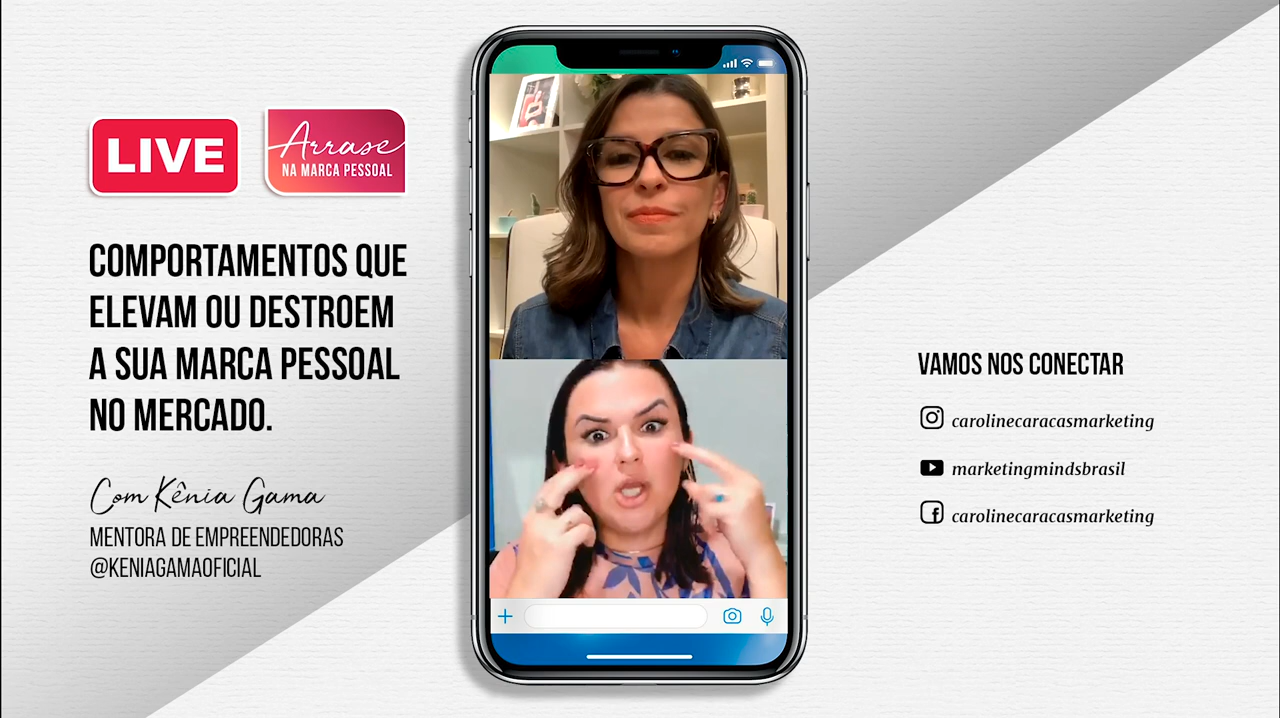 LIVE
Arrase
NA MARCA PESSOAL
COMPORTAMENTOS QUE
ELEVAM OU DESTROEM
A SUA MARCA PESSOAL
NO MERCADO.
Com Kênia Gama
MENTORA DE EMPREENDEDORAS
@KENIAGAMAOFICIAL
VAMOS NOS CONECTAR
carolinecaracasmarketing
marketingmindsbrasil
carolinecaracasmarketing